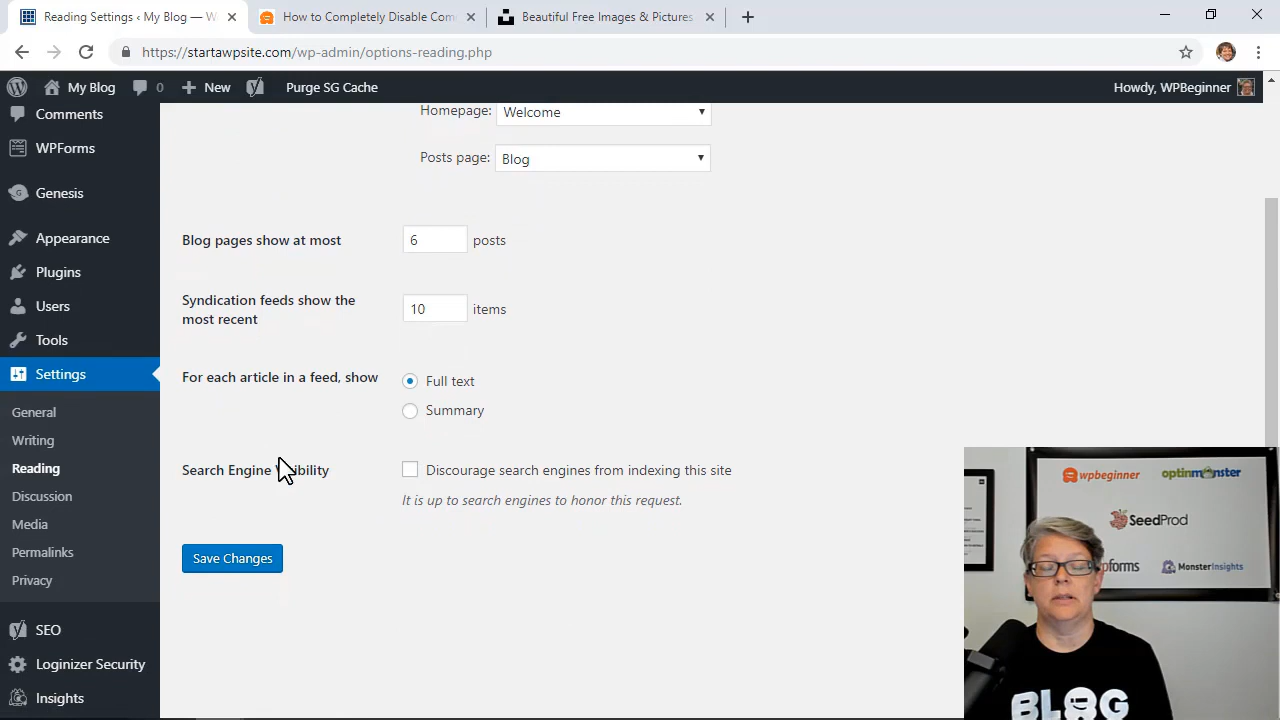 Reading Settings ‹ My Blog — W
How to Completely Disable Com
Beautiful Free Images & Pictures
https://startawpsite.com/wp-admin/options-reading.php
My Blog 0 New Purge SG Cache Howdy, WPBeginner
Comments
WPForms
Genesis
Appearance
Plugins
Users
Tools
Settings
General
Writing
Reading
Discussion
Media
Permalinks
Privacy
SEO
Loginizer Security
Insights
Homepage: Welcome
Posts page: Blog
Blog pages show at most 6 posts
Syndication feeds show the
most recent
10 items
For each article in a feed, show
Full text
Summary
Search Engine Visibility
Discourage search engines from indexing this site
It is up to search engines to honor this request.
Save Changes
wpbeginner optinmonster
SeedProd
pforms MonsterInsights
BLOG